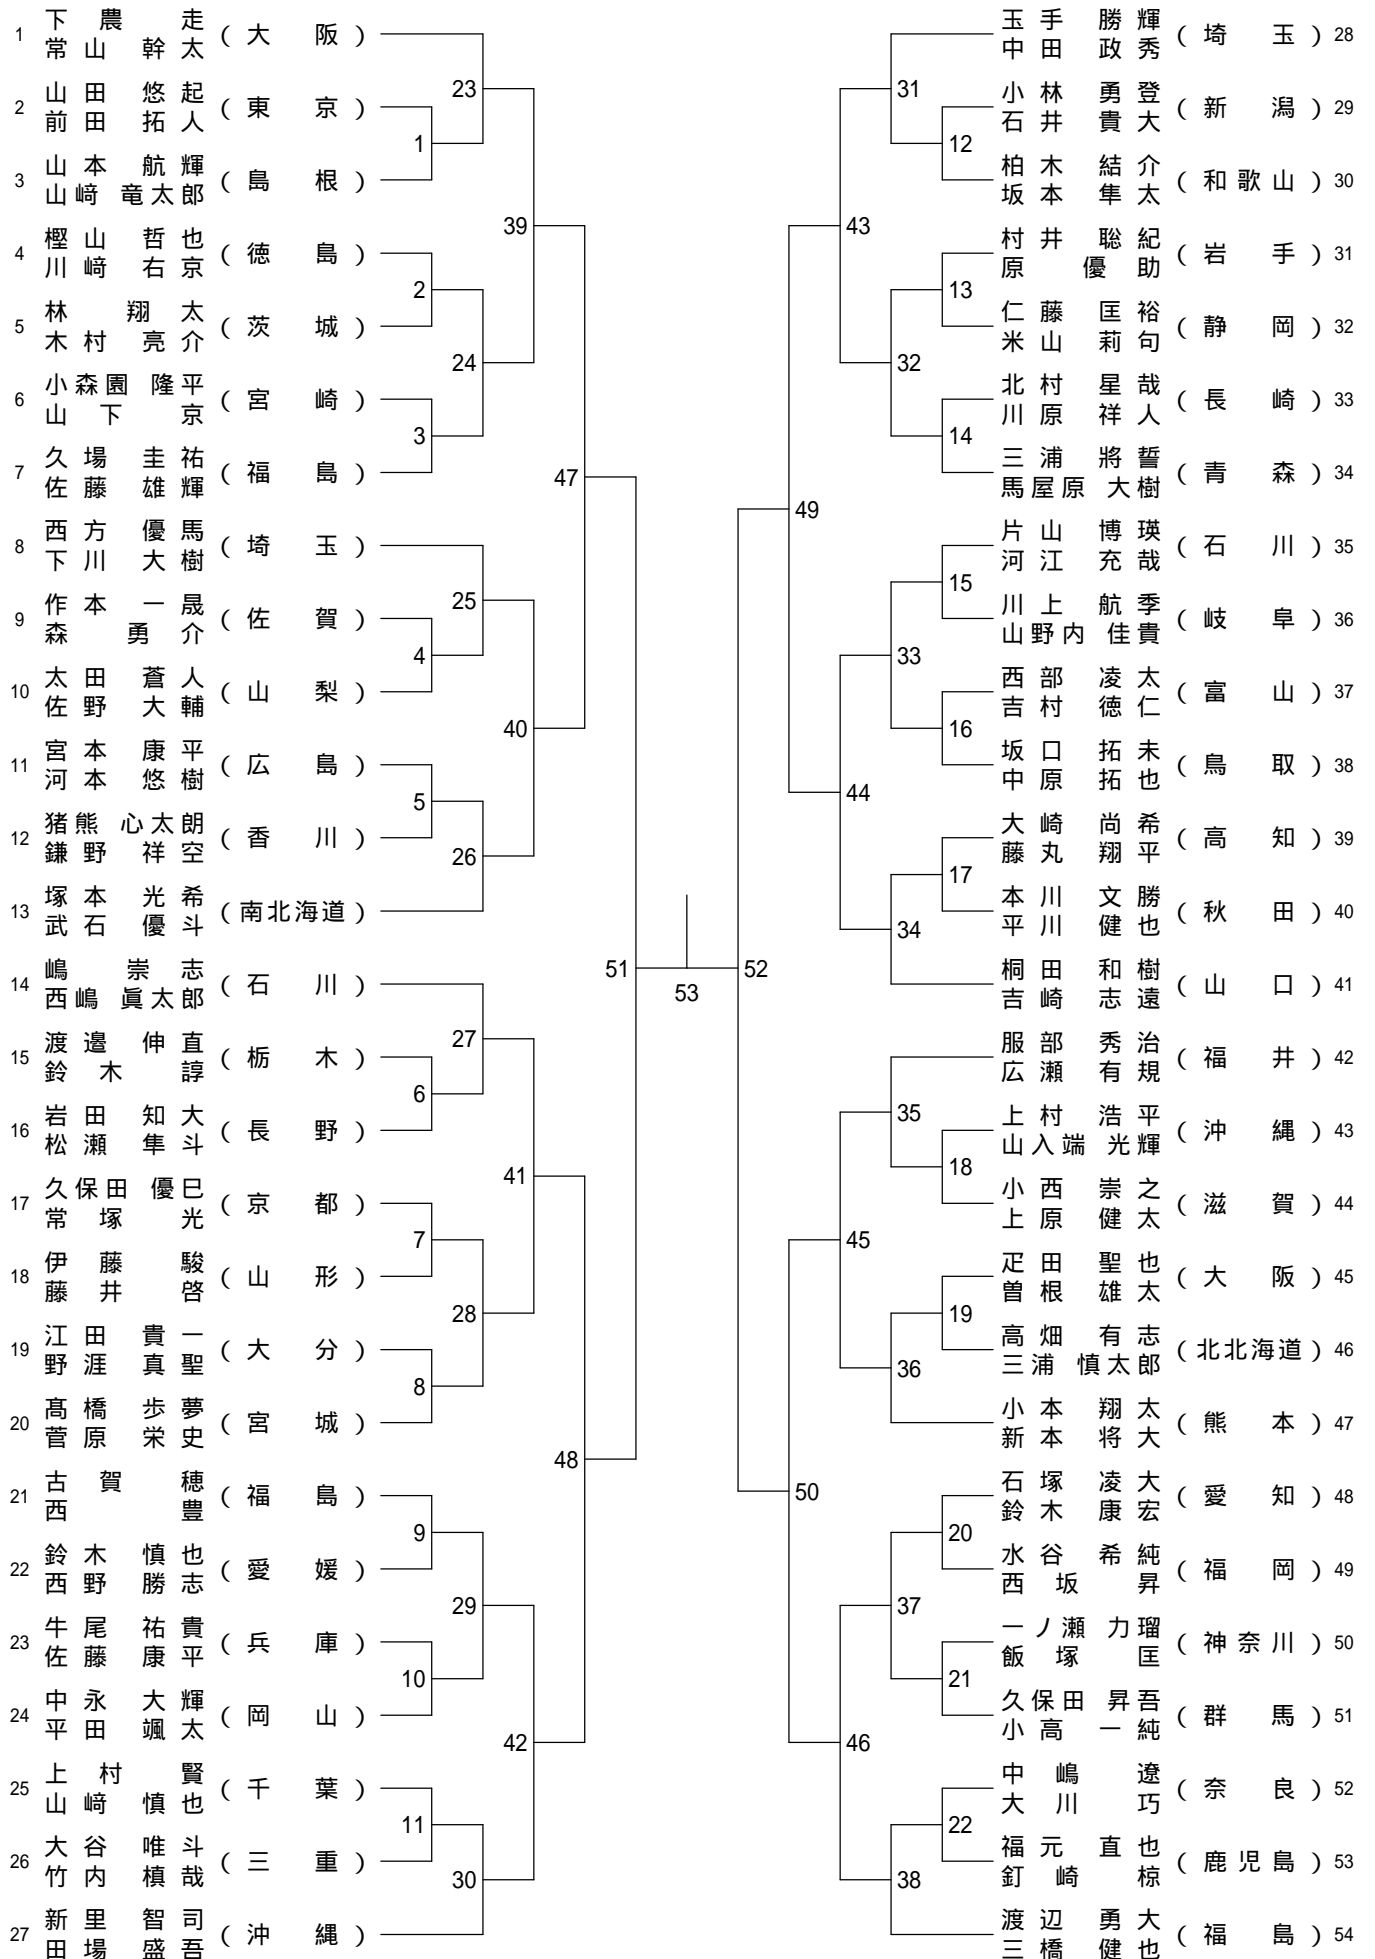 1 下農 走 常山 幹太 (大阪)
2 山田 悠起 前田 拓人 (東京)
3 山本 航輝 山﨑 竜太郎 (島根)
4 樫山 哲也 川﨑 右京 (徳島)
5 林 翔太 木村 亮介 (茨城)
6 小森園 隆平 山下 京 (宮崎)
7 久場 圭祐 佐藤 雄輝 (福島)
8 西方 優馬 下川 大樹 (埼玉)
9 作本 一晟 森 勇介 (佐賀)
10 太田 蒼人 佐野 大輔 (山梨)
11 宮本 康平 河本 悠樹 (広島)
12 猪熊 心太朗 鎌野 祥空 (香川)
13 塚本 光希 武石 優斗 (南北海道)
14 嶋 崇志 西嶋 眞太郎 (石川)
15 渡邉 伸直 鈴木 諄 (栃木)
16 岩田 知大 松瀬 隼斗 (長野)
17 久保田 優巳 常塚 光 (京都)
18 伊藤 駿 藤井 啓 (山形)
19 江田 貴一 野涯 真聖 (大分)
20 髙橋 歩夢 菅原 栄史 (宮城)
21 古賀 穂 西 豊 (福島)
22 鈴木 慎也 西野 勝志 (愛媛)
23 牛尾 祐貴 佐藤 康平 (兵庫)
24 中永 大輝 平田 颯太 (岡山)
25 上村 賢 山﨑 慎也 (千葉)
26 大谷 唯斗 竹内 槙哉 (三重)
27 新里 智司 田場 盛吾 (沖縄)
23
1
39
2
24
3
47
25
4
40
5
26
51
27
6
41
7
28
8
48
9
29
10
42
11
30
53
52
31
12
43
13
32
14
49
15
33
16
44
17
34
35
18
45
19
36
50
20
37
21
46
22
38
玉手 勝輝 中田 政秀 (埼玉) 28
小林 勇登 石井 貴大 (新潟) 29
柏木 結介 坂本 隼太 (和歌山) 30
村井 聡紀 原 優助 (岩手) 31
仁藤 匡裕 米山 莉句 (静岡) 32
北村 星哉 川原 祥人 (長崎) 33
三浦 將誓 馬屋原 大樹 (青森) 34
片山 博瑛 河江 充哉 (石川) 35
川上 航季 山野内 佳貴 (岐阜) 36
西部 凌太 吉村 徳仁 (富山) 37
坂口 拓未 中原 拓也 (鳥取) 38
大崎 尚希 藤丸 翔平 (高知) 39
本川 文勝 平川 健也 (秋田) 40
桐田 和樹 吉崎 志遠 (山口) 41
服部 秀治 広瀬 有規 (福井) 42
上村 浩平 山入端 光輝 (沖縄) 43
小西 崇之 上原 健太 (滋賀) 44
疋田 聖也 曽根 雄太 (大阪) 45
高畑 有志 三浦 慎太郎 (北北海道) 46
小本 翔太 新本 将大 (熊本) 47
石塚 凌大 鈴木 康宏 (愛知) 48
水谷 希純 西坂 昇 (福岡) 49
一ノ瀬 力瑠 飯塚 匡 (神奈川) 50
久保田 昇吾 小高 一純 (群馬) 51
中嶋 遼 大川 巧 (奈良) 52
福元 直也 釘崎 椋 (鹿児島) 53
渡辺 勇大 三橋 健也 (福島) 54